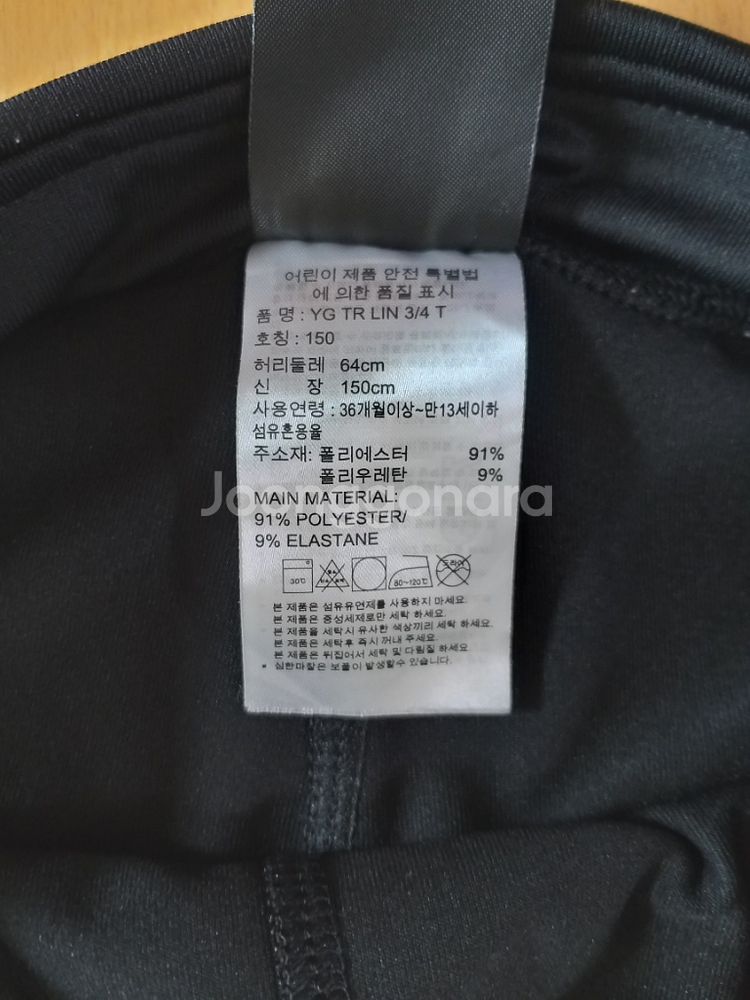 어린이 제품 안전 특별법
에 의한 품질 표시
품 명 : YG TR LIN 3/4 T
호칭 : 150
허리둘레 64cm
신 장 150cm
사용연령 : 36개월이상~만13세이하
섬유혼용율
주소재: 폴리에스터 91%
폴리우레탄 9%
Joonggonara
MAIN MATERIAL:
91% POLYESTER/
9% ELASTANE
30℃ 80~120℃ 드라이
본 제품은 섬유유연제를 사용하지 마세요.
본 제품은 중성세제로만 세탁 하세요.
본 제품을 세탁시 유사한 색상끼리 세탁 하세요.
본 제품은 세탁후 즉시 꺼내 주세요.
본 제품은 뒤집어서 세탁 및 다림질 하세요
* 심한마찰은 보풀이 발생할수 있습니다.